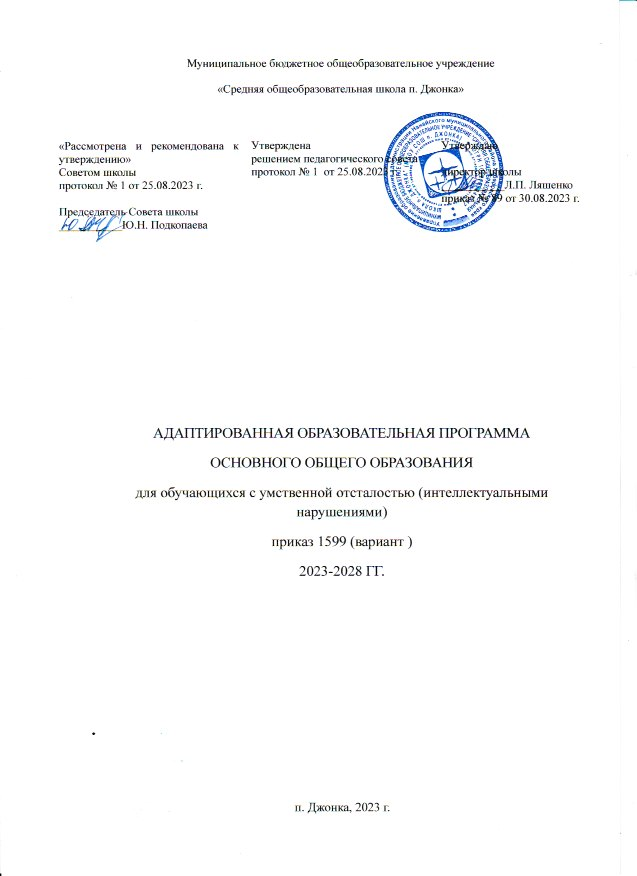 Муниципальное бюджетное общеобразовательное учреждение
«Средняя общеобразовательная школа п. Джонка»
«Рассмотрена и рекомендована к
утверждению»
Советом школы
протокол № 1 от 25.08.2023 г.
Председатель Совета школы
Ю.Н. Подкопаева
Утверждена
решением педагогического совета
протокол № 1 от 25.08.2023
Утверждаю
директор школы
Л.П. Ляшенко
приказ № 89 от 30.08.2023 г.
АДАПТИРОВАННАЯ ОБРАЗОВАТЕЛЬНАЯ ПРОГРАММА
ОСНОВНОГО ОБЩЕГО ОБРАЗОВАНИЯ
для обучающихся с умственной отсталостью (интеллектуальными
нарушениями)
приказ 1599 (вариант )
2023-2028 ГГ.
п. Джонка, 2023 г.